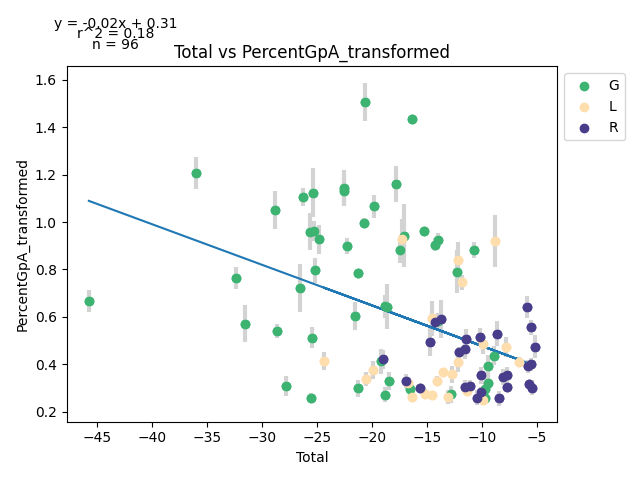 y = -0.02x + 0.31
r^2 = 0.18
n = 96
Total vs PercentGpA_transformed
G
L
R
1.6
1.4
1.2
1.0
0.8
0.6
0.4
0.2
PercentGpA_transformed
−45
−40
−35
−30
−25
−20
−15
−10
−5
Total